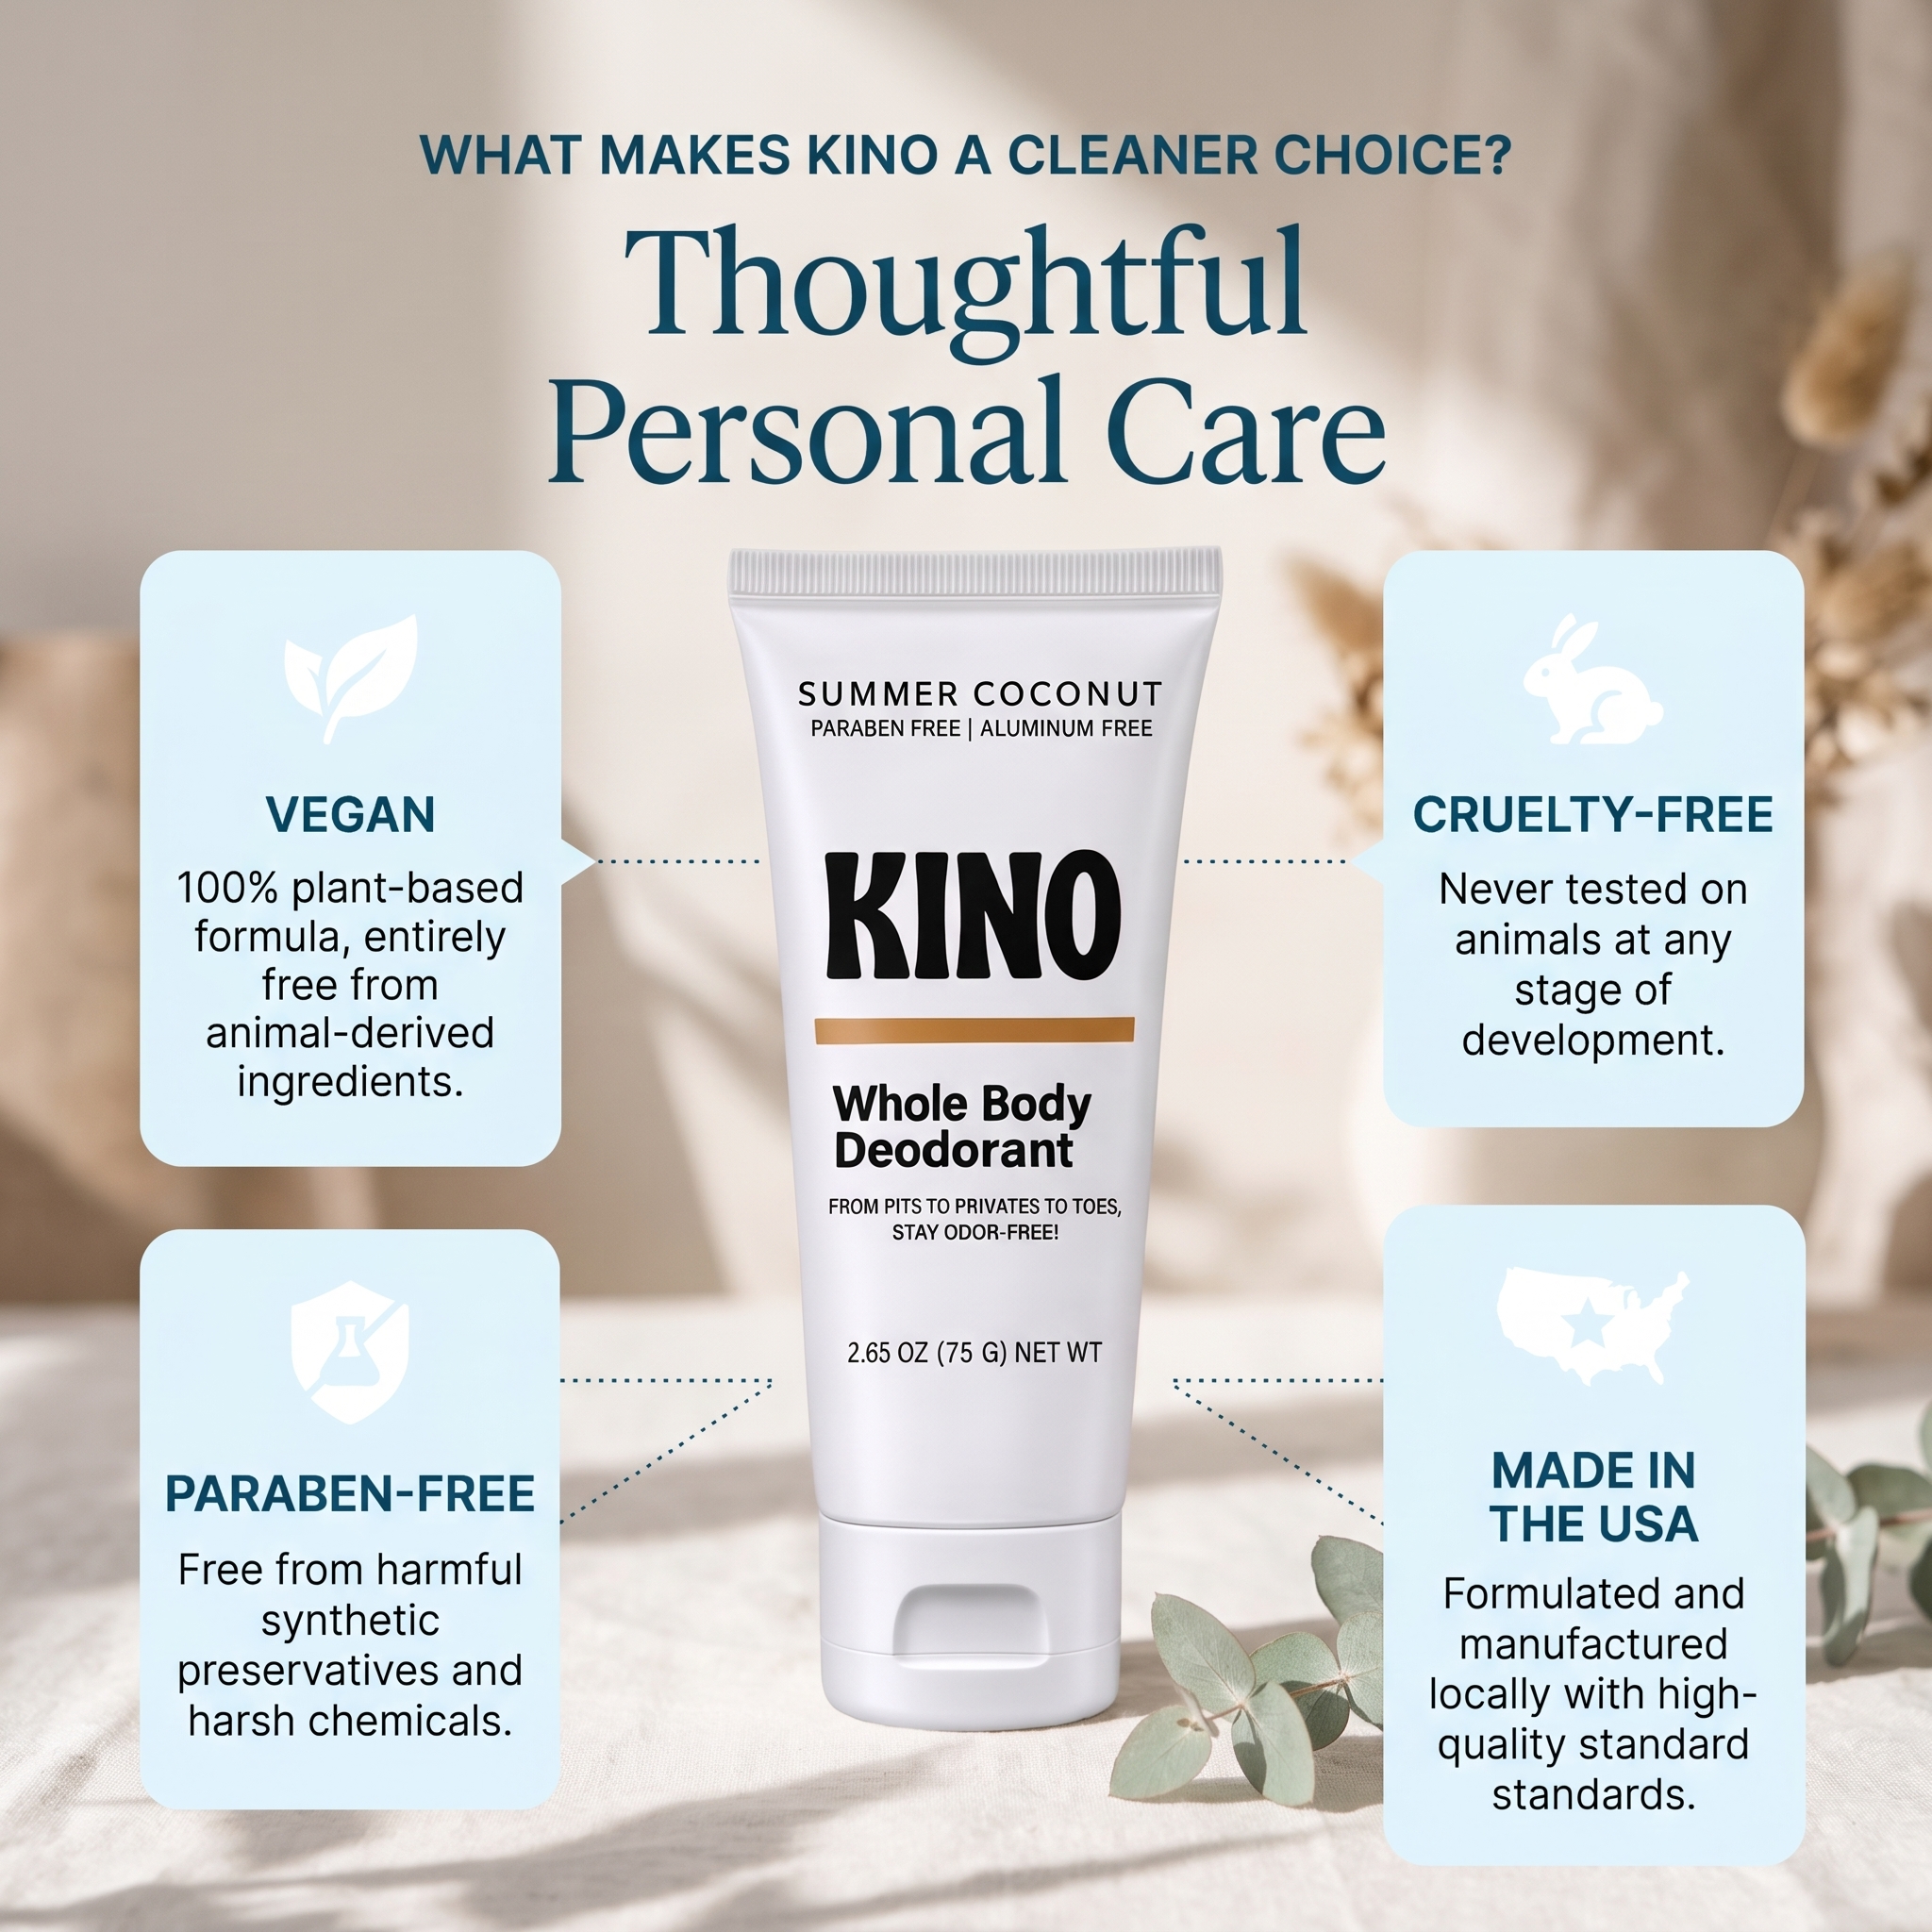 WHAT MAKES KINO A CLEANER CHOICE?
Thoughtful
Personal Care
VEGAN
100% plant-based
formula, entirely
free from
animal-derived
ingredients.
SUMMER COCONUT
PARABEN FREE | ALUMINUM FREE
KINO
Whole Body
Deodorant
FROM PITS TO PRIVATES TO TOES,
STAY ODOR-FREE!
2.65 OZ (75 G) NET WT
CRUELTY-FREE
Never tested on
animals at any
stage of
development.
PARABEN-FREE
Free from harmful
synthetic
preservatives and
harsh chemicals.
MADE IN
THE USA
Formulated and
manufactured
locally with high-
quality standard
standards.